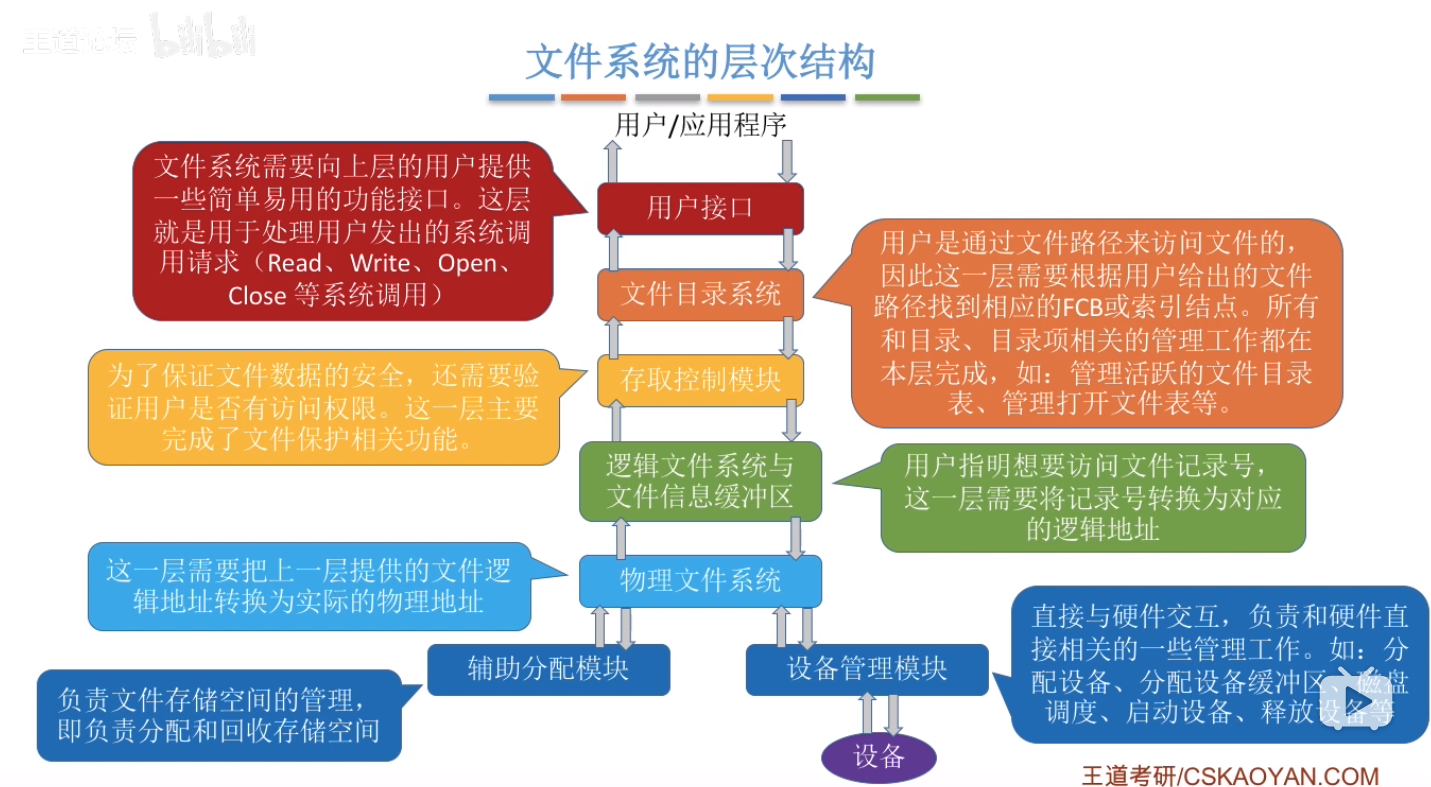 王道论坛 bilibili
文件系统的层次结构
用户/应用程序
文件系统需要向上层的用户提供
一些简单易用的功能接口。这层
就是用于处理用户发出的系统调
用请求（Read、Write、Open、
Close 等系统调用）
用户接口
用户是通过文件路径来访问文件的，
因此这一层需要根据用户给出的文件
路径找到相应的FCB或索引结点。所有
和目录、目录项相关的管理工作都在
本层完成，如：管理活跃的文件目录
表、管理打开文件表等。
文件目录系统
为了保证文件数据的安全，还需要验
证用户是否有访问权限。这一层主要
完成了文件保护相关功能。
存取控制模块
逻辑文件系统与
文件信息缓冲区
用户指明想要访问文件记录号，
这一层需要将记录号转换为对应
的逻辑地址
这一层需要把上一层提供的文件逻
辑地址转换为实际的物理地址
物理文件系统
辅助分配模块
设备管理模块
直接与硬件交互，负责和硬件直
接相关的一些管理工作。如：分
配设备、分配设备缓冲区、磁盘
调度、启动设备、释放设备等
负责文件存储空间的管理，
即负责分配和回收存储空间
设备
王道考研/CSKAOYAN.COM